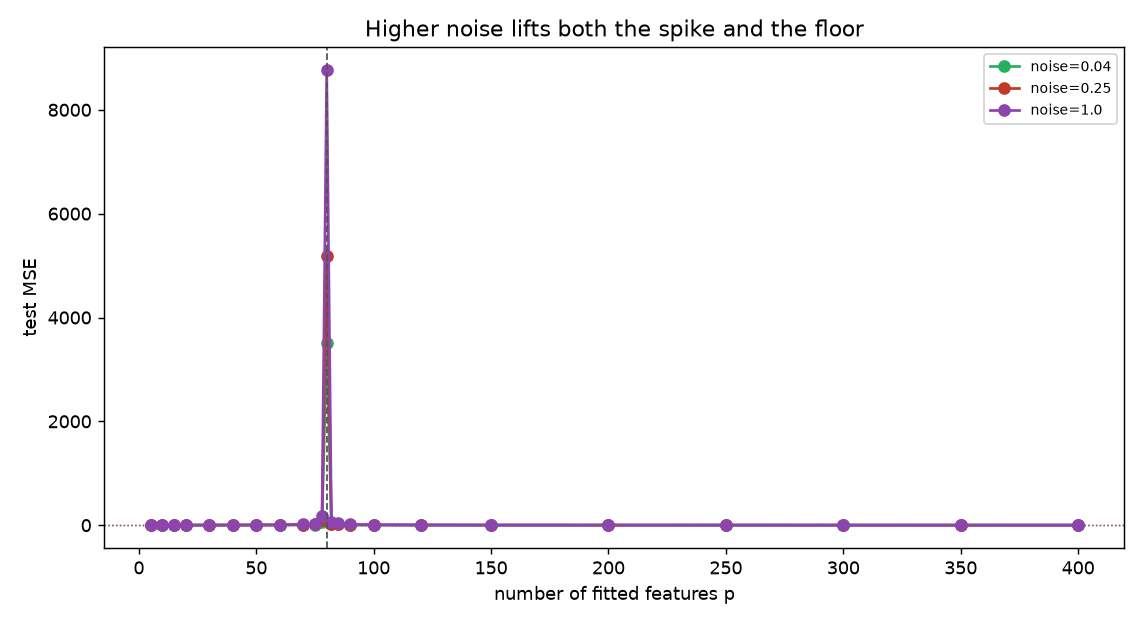 Higher noise lifts both the spike and the floor
noise=0.04
noise=0.25
noise=1.0
8000
6000
4000
2000
0
test MSE
0 50 100 150 200 250 300 350 400
number of fitted features p